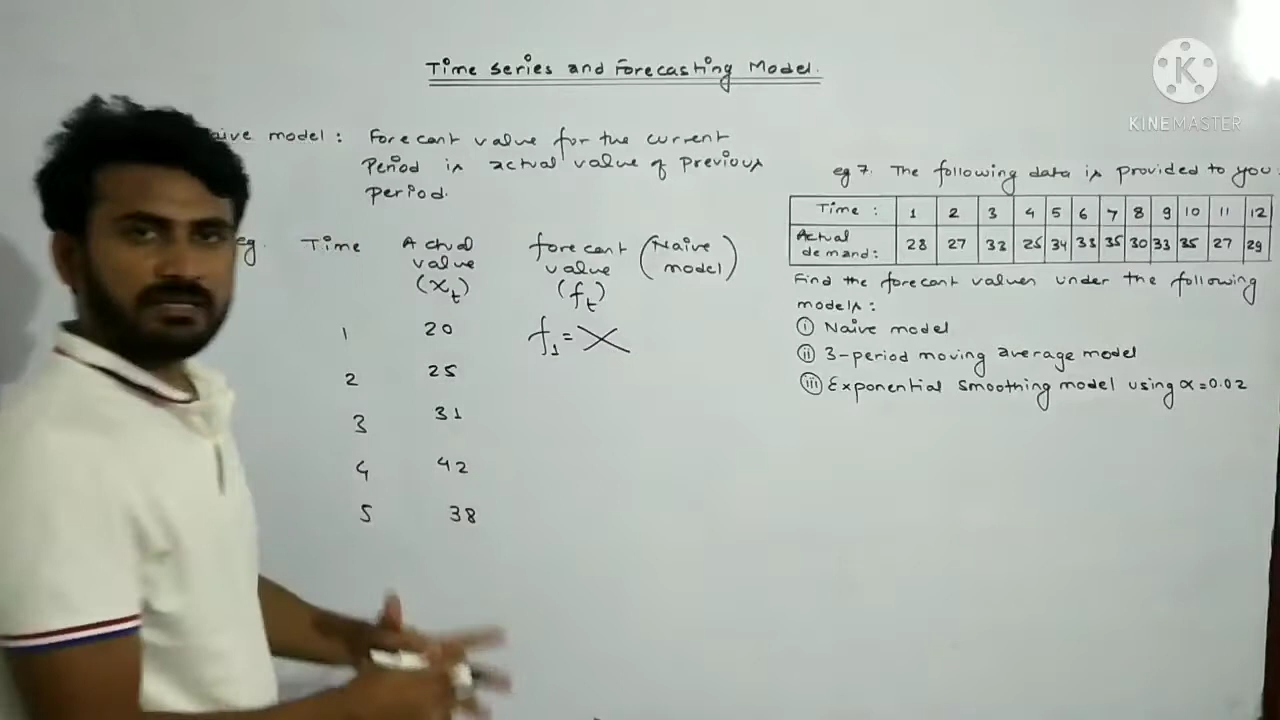 Time Series and Forecasting Model.
aive model : Forecast value for the current
Period is actual value of previous
period.
eg. Time Actual value (xt) forecast value (ft) (Naive model)
1 20 f1 = X
2 25
3 31
4 42
5 38
eg 7. The following data is provided to you.
Time : 1 2 3 4 5 6 7 8 9 10 11 12
Actual demand : 28 27 33 25 34 33 35 30 33 35 27 29
Find the forecast values under the following
models :
(i) Naive model
(ii) 3-period moving average model
(iii) Exponential smoothing model using α = 0.02
K
KINEMASTER